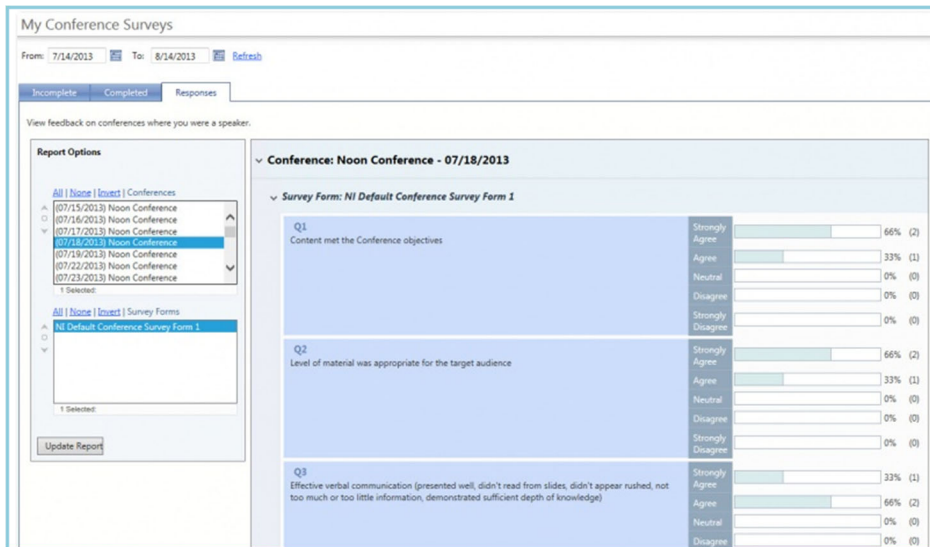 My Conference Surveys
From: 7/14/2013 To: 8/14/2013 Refresh
Incomplete Completed Responses
View feedback on conferences where you were a speaker.
Report Options
All | None | Invert | Conferences
(07/15/2013) Noon Conference
(07/16/2013) Noon Conference
(07/17/2013) Noon Conference
(07/18/2013) Noon Conference
(07/19/2013) Noon Conference
(07/22/2013) Noon Conference
(07/23/2013) Noon Conference
1 Selected:
All | None | Invert | Survey Forms
NI Default Conference Survey Form 1
1 Selected:
Update Report
Conference: Noon Conference - 07/18/2013
Survey Form: NI Default Conference Survey Form 1
Q1
Content met the Conference objectives
Strongly
Agree 66% (2)
Agree 33% (1)
Neutral 0% (0)
Disagree 0% (0)
Strongly
Disagree 0% (0)
Q2
Level of material was appropriate for the target audience
Strongly
Agree 66% (2)
Agree 33% (1)
Neutral 0% (0)
Disagree 0% (0)
Strongly
Disagree 0% (0)
Q3
Effective verbal communication (presented well, didn't read from slides, didn't appear rushed, not
too much or too little information, demonstrated sufficient depth of knowledge)
Strongly
Agree 33% (1)
Agree 66% (2)
Neutral 0% (0)
Disagree 0% (0)